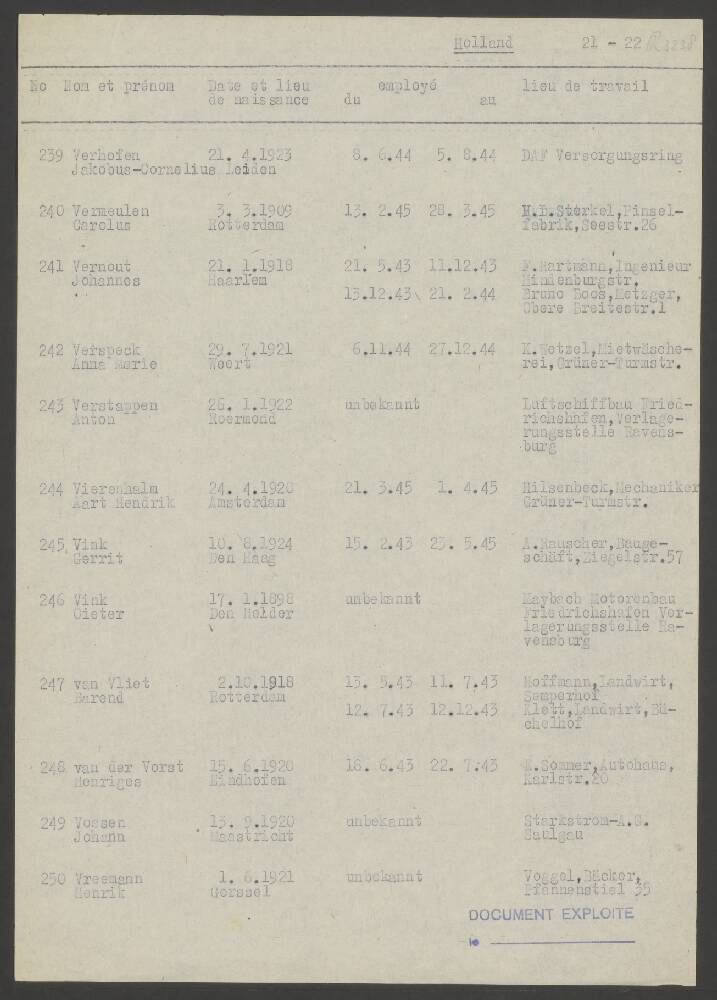 Holland 21 - 22 R3238
No Nom et prénom Date et lieu employé lieu de travail
de naissance du au
239 Verhofen 21. 4.1923 8. 6.44 5. 8.44 DAF Versorgungsring
Jakobus-Cornelius Leiden
240 Vermeulen 3. 3.1909 13. 2.45 28. 3.45 Sterkel,Pinsel-
Carolus Rotterdam fabrik,Seestr.26
241 Vernout 21. 1.1918 21. 5.43 11.12.43 F.Hartmann,Ingenieur
Johannes Haarlem Hindenburgstr.
13.12.43 21. 2.44 Bruno Boos,Metzger,
Obere Breitestr.1
242 Verspeck 29. 7.1921 6.11.44 27.12.44 K.Wetzel,Mietwäsche-
Anna Marie Weert rei,Grüner-Turmstr.
243 Verstappen 26. 1.1922 unbekannt Luftschiffbau Fried-
Anton Roermond richshafen,Verlage-
rungsstelle Ravens-
burg
244 Vierenhalm 24. 4.1920 21. 3.45 1. 4.45 Hilsenbeck,Mechaniker
Aart Hendrik Amsterdam Grüner-Turmstr.
245 Vink 10. 8.1924 15. 2.43 23. 5.45 A.Rauscher,Bauge-
Gerrit Den Haag schäft,Ziegelstr.57
246 Vink 17. 1.1898 unbekannt Maybach Motorenbau
Dieter Den Helder Friedrichshafen Ver-
lagerungsstelle Ra-
vensburg
247 van Vliet 2.10.1918 13. 5.43 11. 7.43 Hoffmann,Landwirt,
Barend Rotterdam Semperhof
12. 7.43 12.12.43 Klett,Landwirt,Bü-
chelhof
248 van der Vorst 15. 6.1920 18. 6.43 22. 7.43 K.Sommer,Autohaus,
Henriges Eindhofen Karlstr.20
249 Vossen 13. 9.1920 unbekannt Starkstrom-A.G.
Johann Maastricht Saulgau
250 Vreemann 1. 6.1921 unbekannt Voggel,Bäcker,
Henrik Gorssel Pfannenstiel 35
DOCUMENT EXPLOITE
le